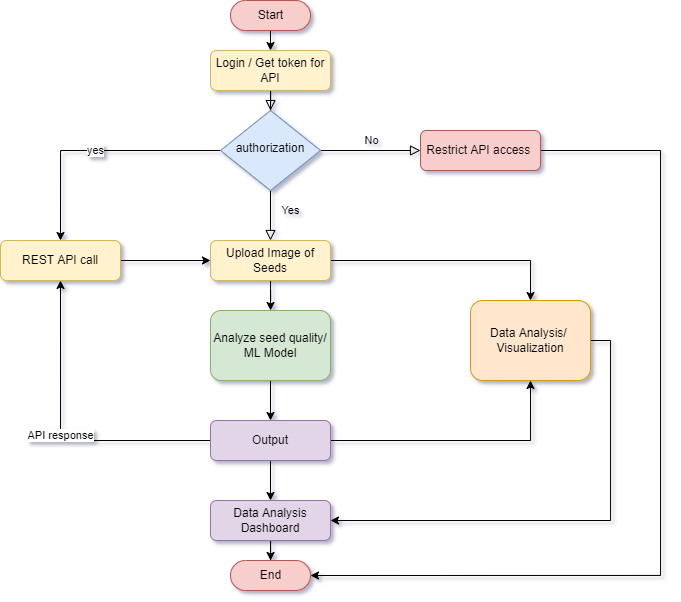 Start
Login / Get token for
API
authorization
yes
No
Restrict API access
Yes
REST API call
Upload Image of
Seeds
Analyze seed quality/
ML Model
Data Analysis/
Visualization
API response
Output
Data Analysis
Dashboard
End